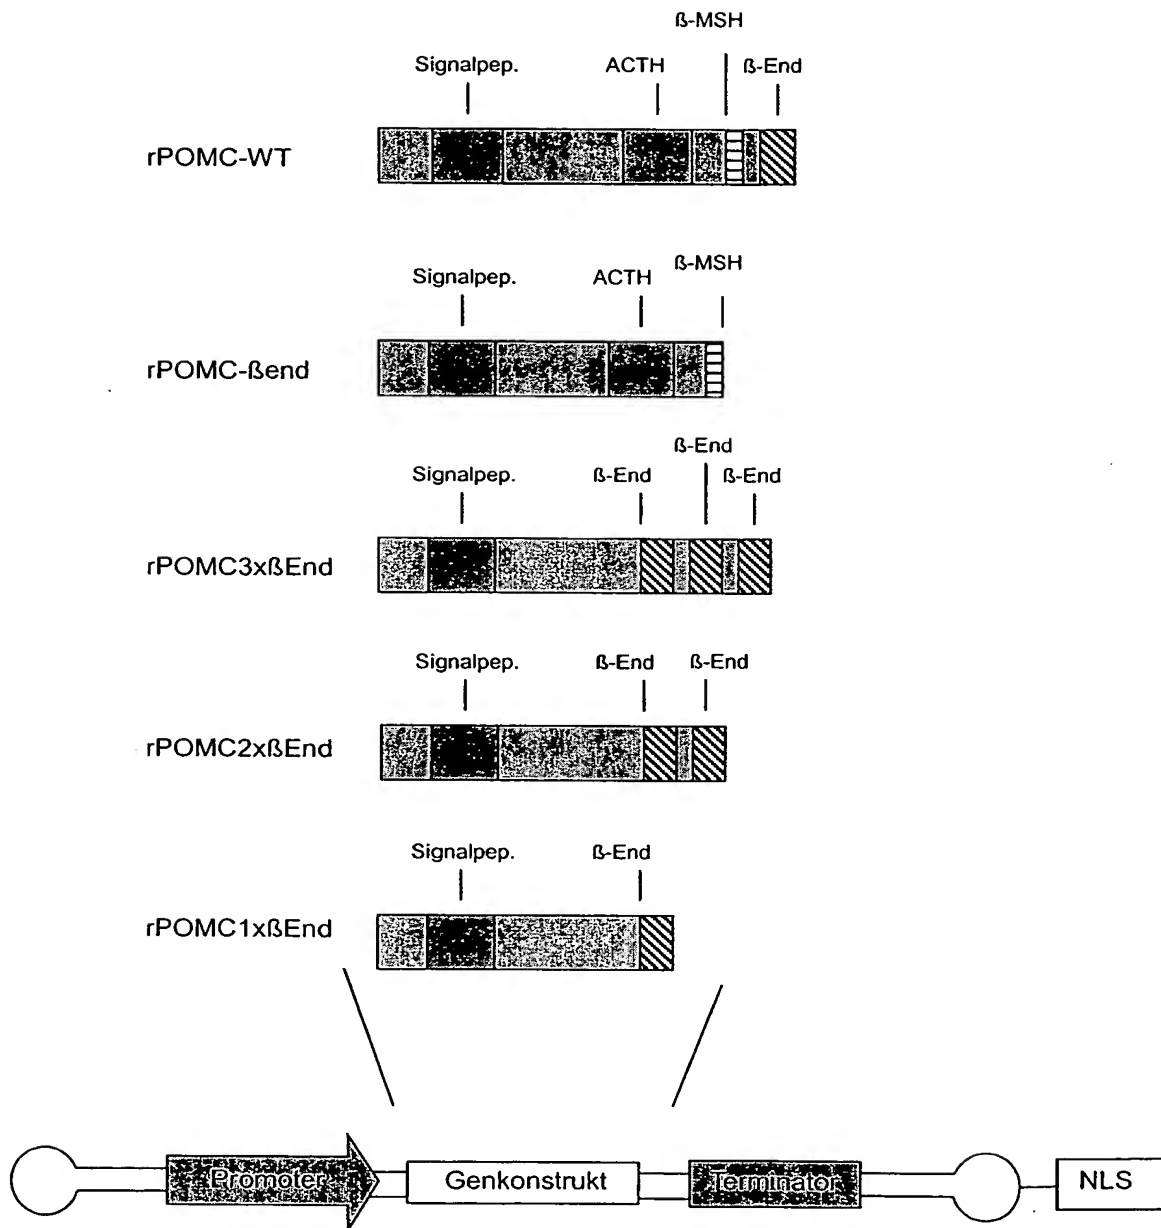 ß-MSH
Signalpep. ACTH ß-End
rPOMC-WT
ß-MSH
Signalpep. ACTH
rPOMC-ßend
ß-End
Signalpep. ß-End ß-End
rPOMC3xßEnd
Signalpep. ß-End ß-End
rPOMC2xßEnd
Signalpep. ß-End
rPOMC1xßEnd
Promoter Genkonstrukt Terminator NLS